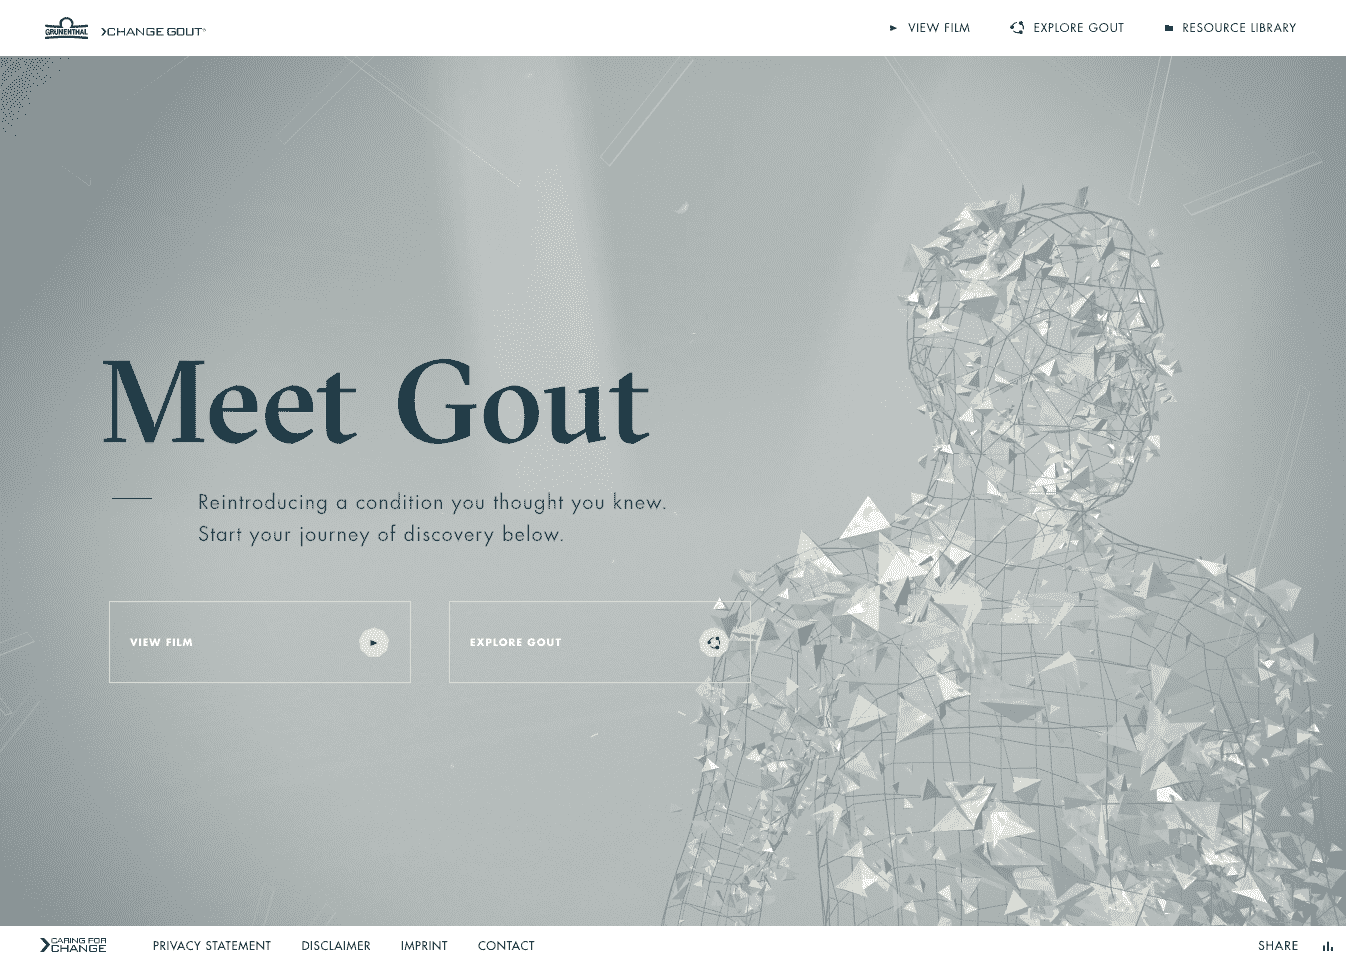 GRÜNENTHAL
CHANGE GOUT
VIEW FILM
EXPLORE GOUT
RESOURCE LIBRARY
Meet Gout
Reintroducing a condition you thought you knew.
Start your journey of discovery below.
VIEW FILM
EXPLORE GOUT
CARING FOR
CHANGE
PRIVACY STATEMENT
DISCLAIMER
IMPRINT
CONTACT
SHARE